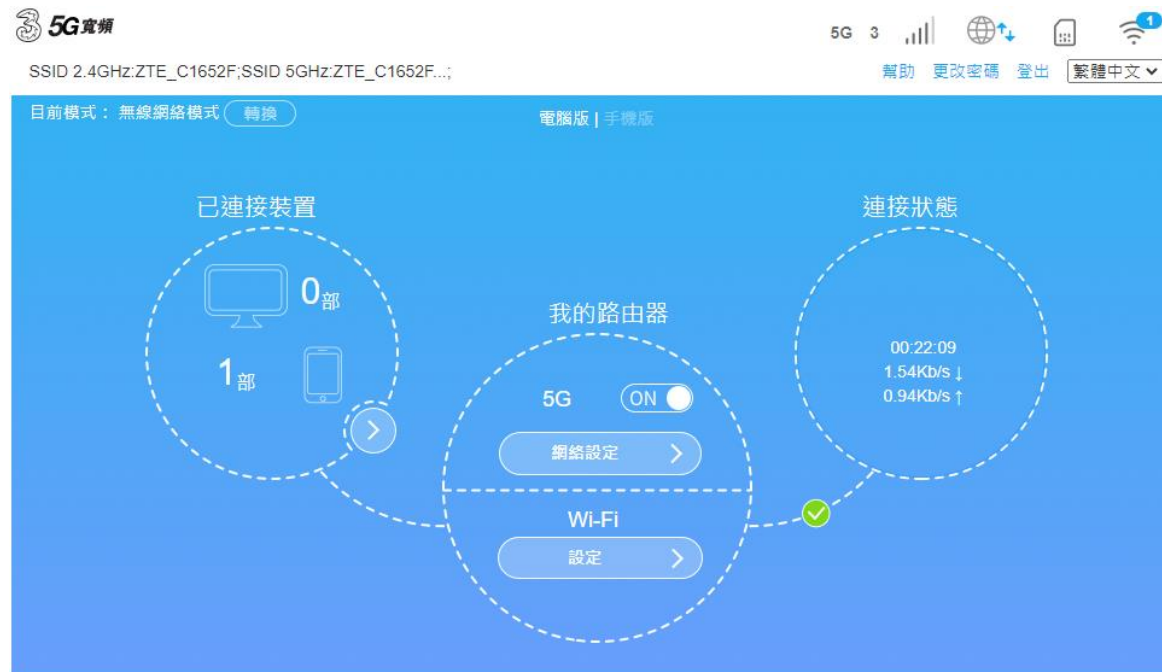 3 5G寬頻
5G 3
1
SSID 2.4GHz:ZTE_C1652F;SSID 5GHz:ZTE_C1652F...;
幫助 更改密碼 登出 繁體中文
目前模式： 無線網絡模式 轉換
電腦版 | 手機版
已連接裝置
0部
1部
我的路由器
5G ON
網絡設定
Wi-Fi
設定
連接狀態
00:22:09
1.54Kb/s ↓
0.94Kb/s ↑